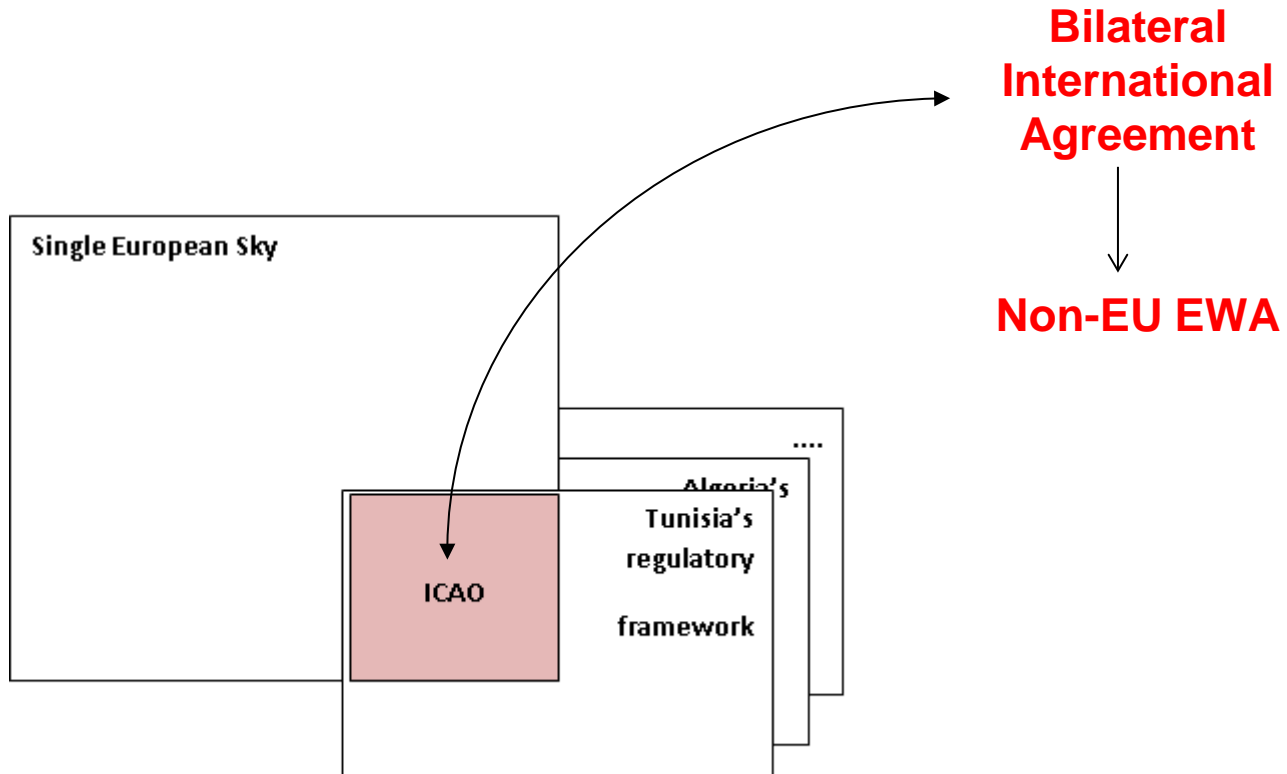 Bilateral
International
Agreement
Single European Sky
Non-EU EWA
....
Algeria's
Tunisia's
regulatory
ICAO
framework